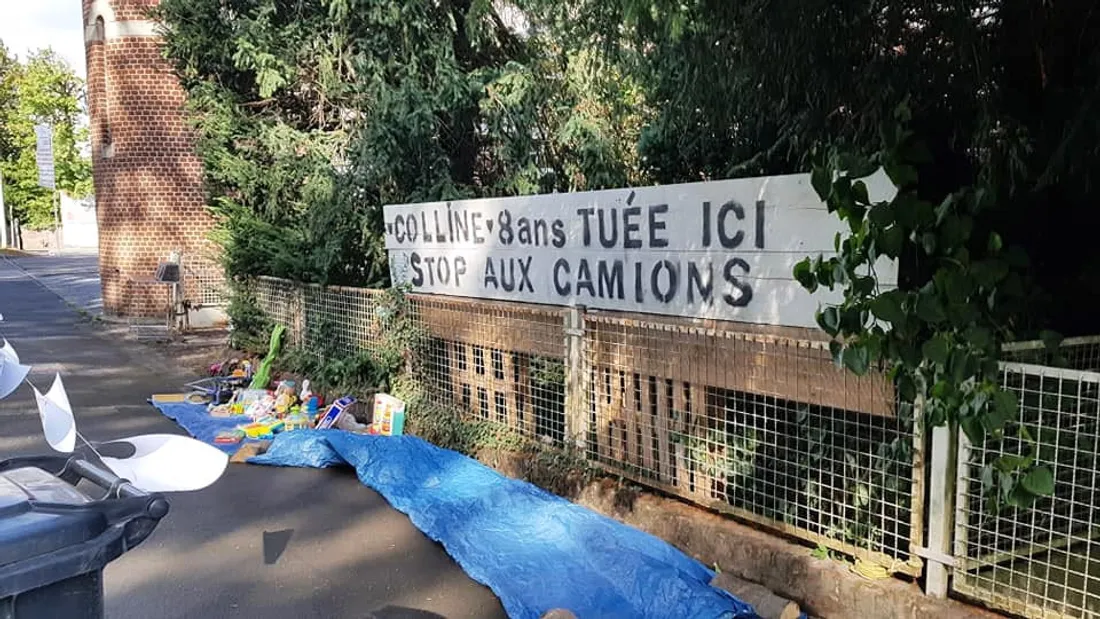 ♥COLLINE♥ 8ans TUÉE ICI
STOP AUX CAMIONS